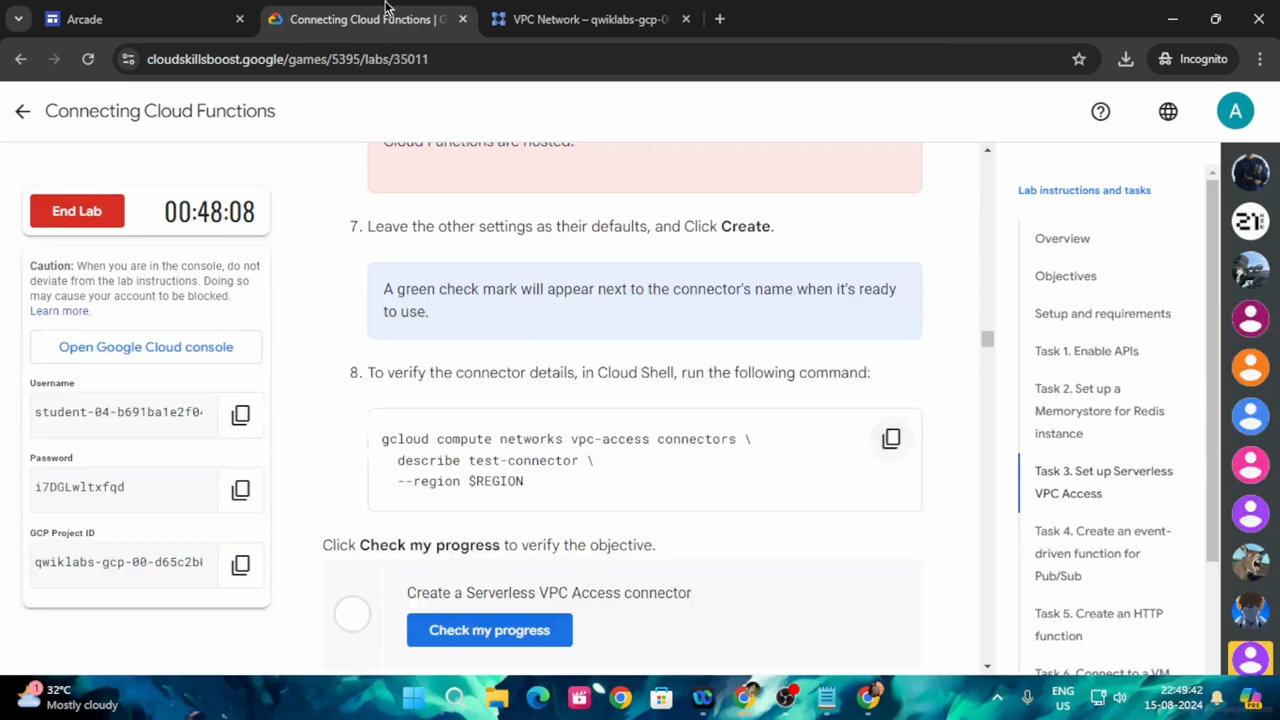 Arcade
Connecting Cloud Functions | G
VPC Network – qwiklabs-gcp-0
cloudskillsboost.google/games/5395/labs/35011
Incognito
Connecting Cloud Functions
A
End Lab
00:48:08
Caution: When you are in the console, do not
deviate from the lab instructions. Doing so
may cause your account to be blocked.
Learn more.
Open Google Cloud console
Username
student-04-b691ba1e2f04
Password
i7DGLwltxfqd
GCP Project ID
qwiklabs-gcp-00-d65c2b
Cloud Functions are hosted.
7. Leave the other settings as their defaults, and Click Create.
A green check mark will appear next to the connector's name when it's ready
to use.
8. To verify the connector details, in Cloud Shell, run the following command:
gcloud compute networks vpc-access connectors \
describe test-connector \
--region $REGION
Click Check my progress to verify the objective.
Create a Serverless VPC Access connector
Check my progress
Lab instructions and tasks
Overview
Objectives
Setup and requirements
Task 1. Enable APIs
Task 2. Set up a
Memorystore for Redis
instance
Task 3. Set up Serverless
VPC Access
Task 4. Create an event-
driven function for
Pub/Sub
Task 5. Create an HTTP
function
Task 6. Connect to a VM
21
1
32°C
Mostly cloudy
ENG
US
22:49:42
15-08-2024
PRE